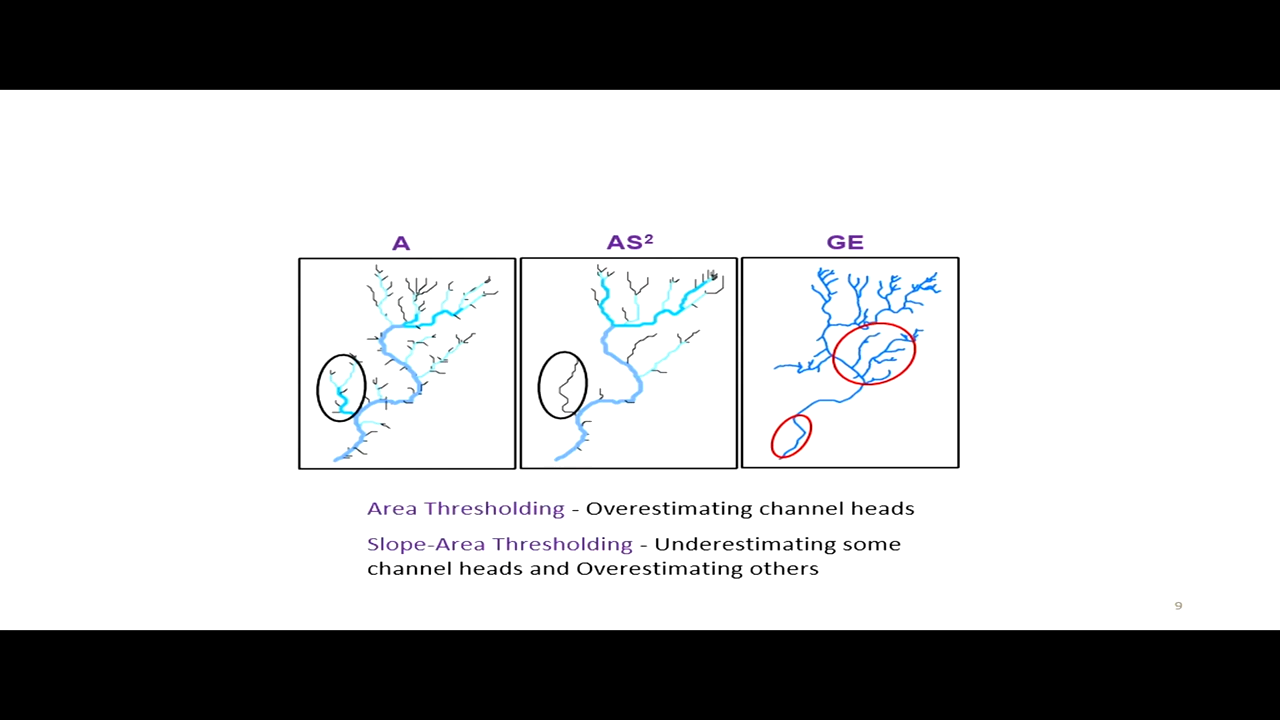 A
AS²
GE
Area Thresholding - Overestimating channel heads
Slope-Area Thresholding - Underestimating some
channel heads and Overestimating others
9